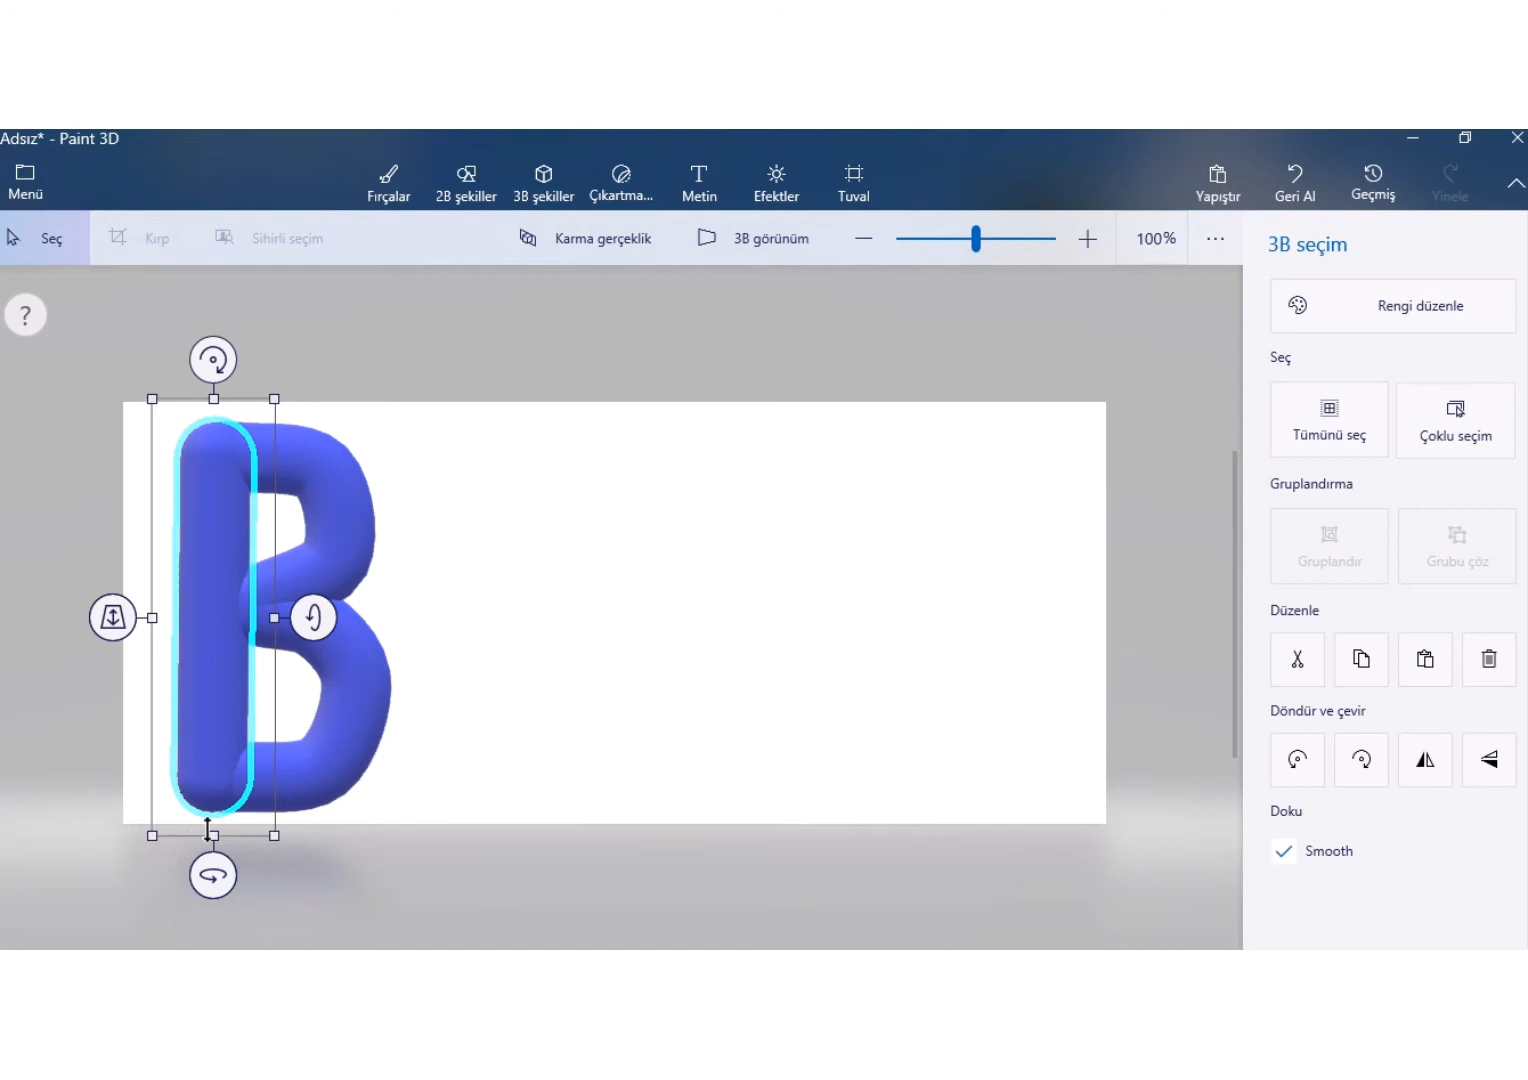 Adsız* - Paint 3D
Menü
Fırçalar
2B şekiller
3B şekiller
Çıkartma...
Metin
Efektler
Tuval
Yapıştır
Geri Al
Geçmiş
Yinele
Seç
Kırp
Sihirli seçim
Karma gerçeklik
3B görünüm
100%
...
3B seçim
?
Rengi düzenle
Seç
Tümünü seç
Çoklu seçim
Gruplandırma
Gruplandır
Grubu çöz
Düzenle
Döndür ve çevir
Doku
Smooth
B